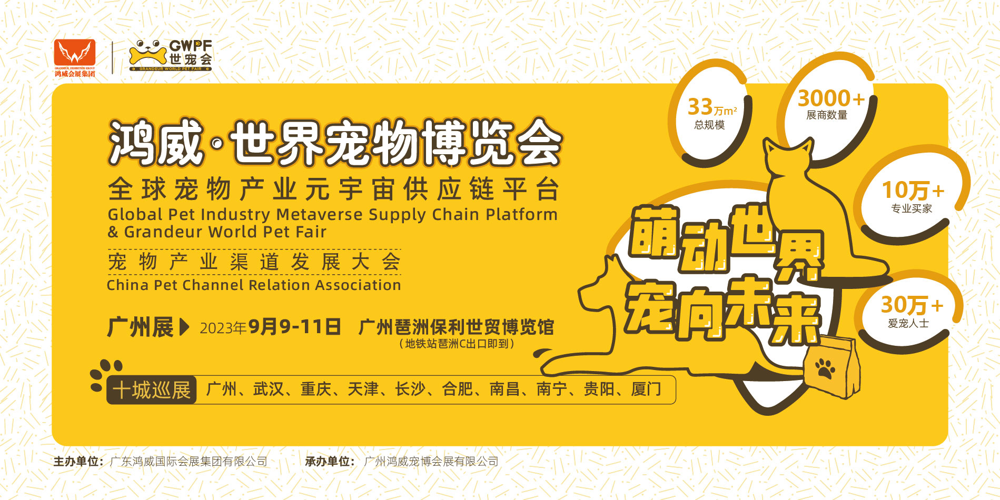 GRANDEUR EXHIBITION GROUP
鸿威会展集团
GWPF
世宠会
GRANDEUR WORLD PET FAIR
鸿威·世界宠物博览会
全球宠物产业元宇宙供应链平台
Global Pet Industry Metaverse Supply Chain Platform
& Grandeur World Pet Fair
宠物产业渠道发展大会
China Pet Channel Relation Association
广州展 2023年9月9-11日 广州琶洲保利世贸博览馆
（地铁站琶洲C出口即到）
十城巡展 广州、武汉、重庆、天津、长沙、合肥、南昌、南宁、贵阳、厦门
33万m²
总规模
3000+
展商数量
10万+
专业买家
30万+
爱宠人士
萌动世界
宠向未来
主办单位：广东鸿威国际会展集团有限公司 承办单位：广州鸿威宠博会展有限公司